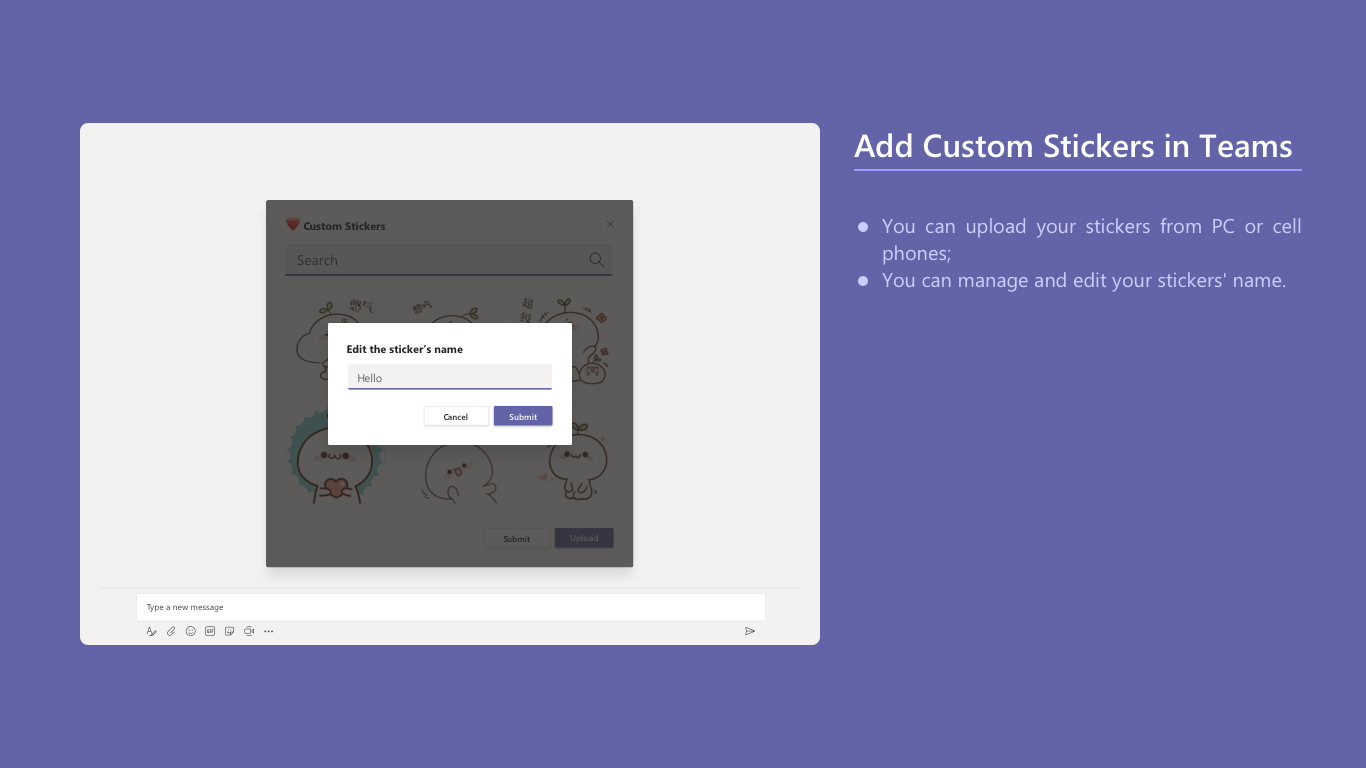 Add Custom Stickers in Teams
● You can upload your stickers from PC or cell
phones;
● You can manage and edit your stickers' name.
Custom Stickers
Search
Edit the sticker’s name
Hello
Cancel
Submit
Submit
Upload
Type a new message
GIF